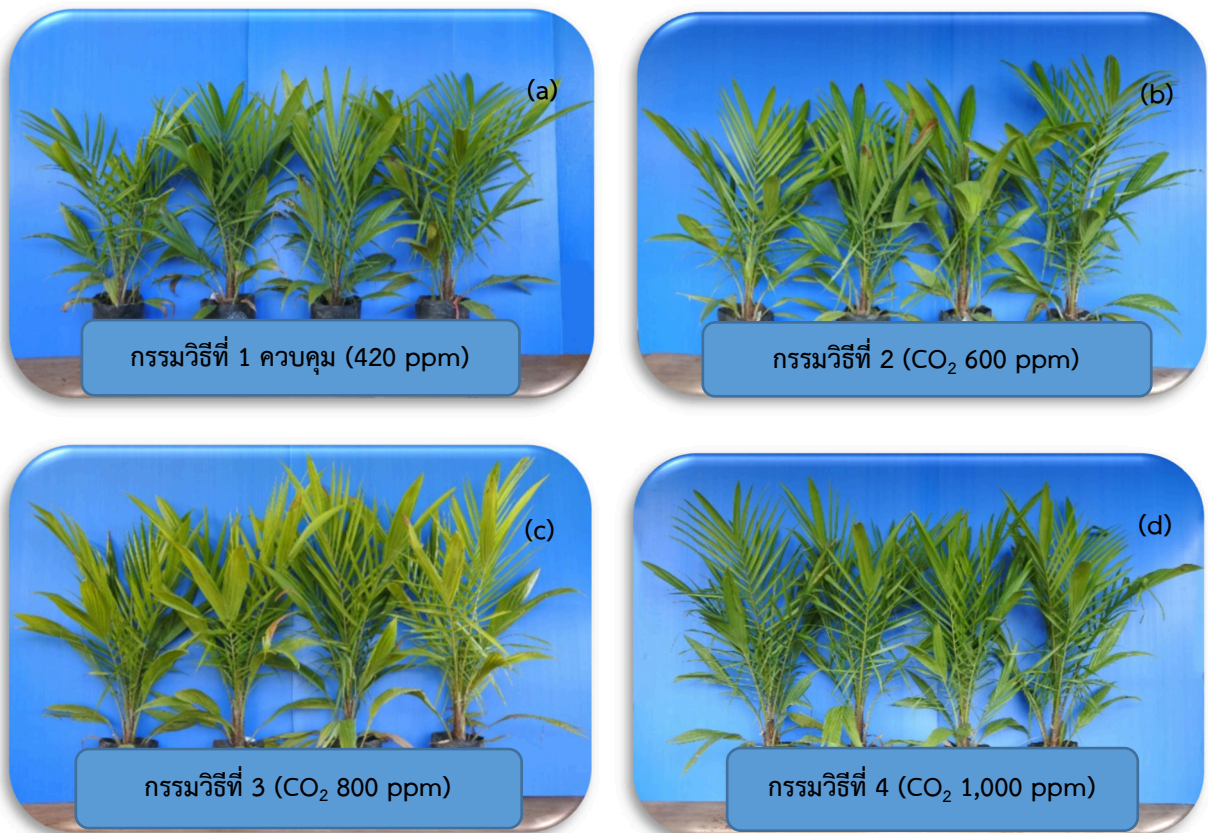 (a)
กรรมวิธีที่ 1 ควบคุม (420 ppm)
(b)
กรรมวิธีที่ 2 (CO₂ 600 ppm)
(c)
กรรมวิธีที่ 3 (CO₂ 800 ppm)
(d)
กรรมวิธีที่ 4 (CO₂ 1,000 ppm)